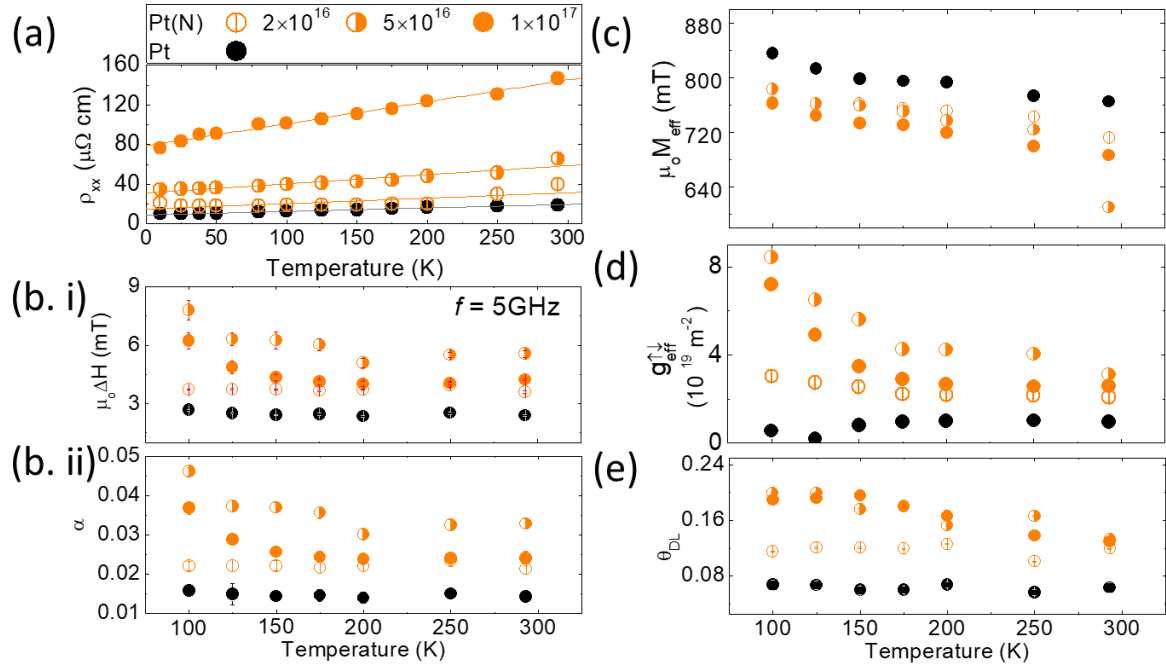 (a)
Pt(N) 2×10^16 5×10^16 1×10^17
Pt
160
120
80
40
0
ρxx (μΩ cm)
0 50 100 150 200 250 300
Temperature (K)
(b. i)
f = 5GHz
9
6
3
μoΔH (mT)
(b. ii)
0.05
0.04
0.03
0.02
0.01
α
100 150 200 250 300
Temperature (K)
(c)
880
800
720
640
μoMeff (mT)
(d)
8
4
0
g↑↓eff
(10^19 m^-2)
(e)
0.24
0.16
0.08
θDL
100 150 200 250 300
Temperature (K)